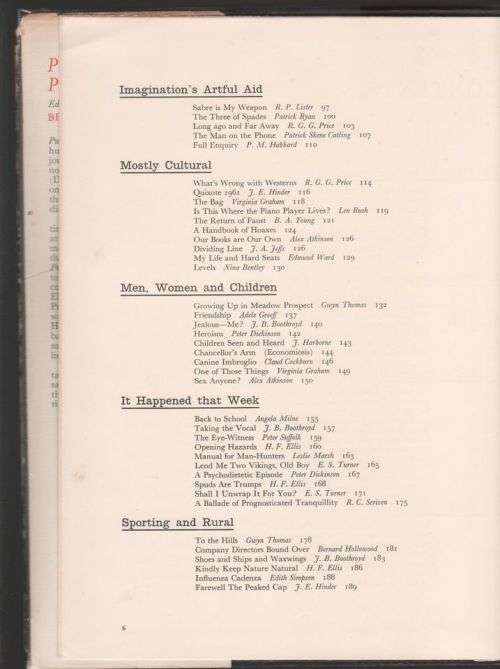 Imagination's Artful Aid
Sabre is My Weapon R. P. Lister 97
The Three of Spades Patrick Ryan 100
Long ago and Far Away R. G. G. Price 103
The Man on the Phone Patrick Skene Catling 107
Full Enquiry P. M. Hubbard 110
Mostly Cultural
What's Wrong with Westerns R. G. G. Price 114
Quixote 1961 J. E. Hinder 116
The Bag Virginia Graham 118
Is This Where the Piano Player Lives? Len Rush 119
The Return of Faust B. A. Young 121
A Handbook of Hoaxes 124
Our Books are Our Own Alex Atkinson 126
Dividing Line J. A. Jeffs 126
My Life and Hard Seats Edmund Ward 129
Levels Nina Bentley 130
Men, Women and Children
Growing Up in Meadow Prospect Gwyn Thomas 132
Friendship Adele Geoff 137
Jealous—Me? J. B. Boothroyd 140
Heroism Peter Dickinson 142
Children Seen and Heard J. Harborne 143
Chancellor's Arm (Economicosis) 144
Canine Imbroglio Claud Cockburn 146
One of Those Things Virginia Graham 149
Sex Anyone? Alex Atkinson 150
It Happened that Week
Back to School Angela Milne 155
Taking the Vocal J. B. Boothroyd 157
The Eye-Witness Peter Suffolk 159
Opening Hazards H. F. Ellis 160
Manual for Man-Hunters Leslie Marsh 163
Lend Me Two Vikings, Old Boy E. S. Turner 165
A Psychodietetic Episode Peter Dickinson 167
Spuds Are Trumps H. F. Ellis 168
Shall I Unwrap It For You? E. S. Turner 171
A Ballade of Prognosticated Tranquillity R. C. Scriven 175
Sporting and Rural
To the Hills Gwyn Thomas 178
Company Directors Bound Over Bernard Hollowood 181
Shoes and Ships and Waxwings J. B. Boothroyd 183
Kindly Keep Nature Natural H. F. Ellis 186
Influenza Cadenza Edith Simpson 188
Farewell The Peaked Cap J. E. Hinder 189
6